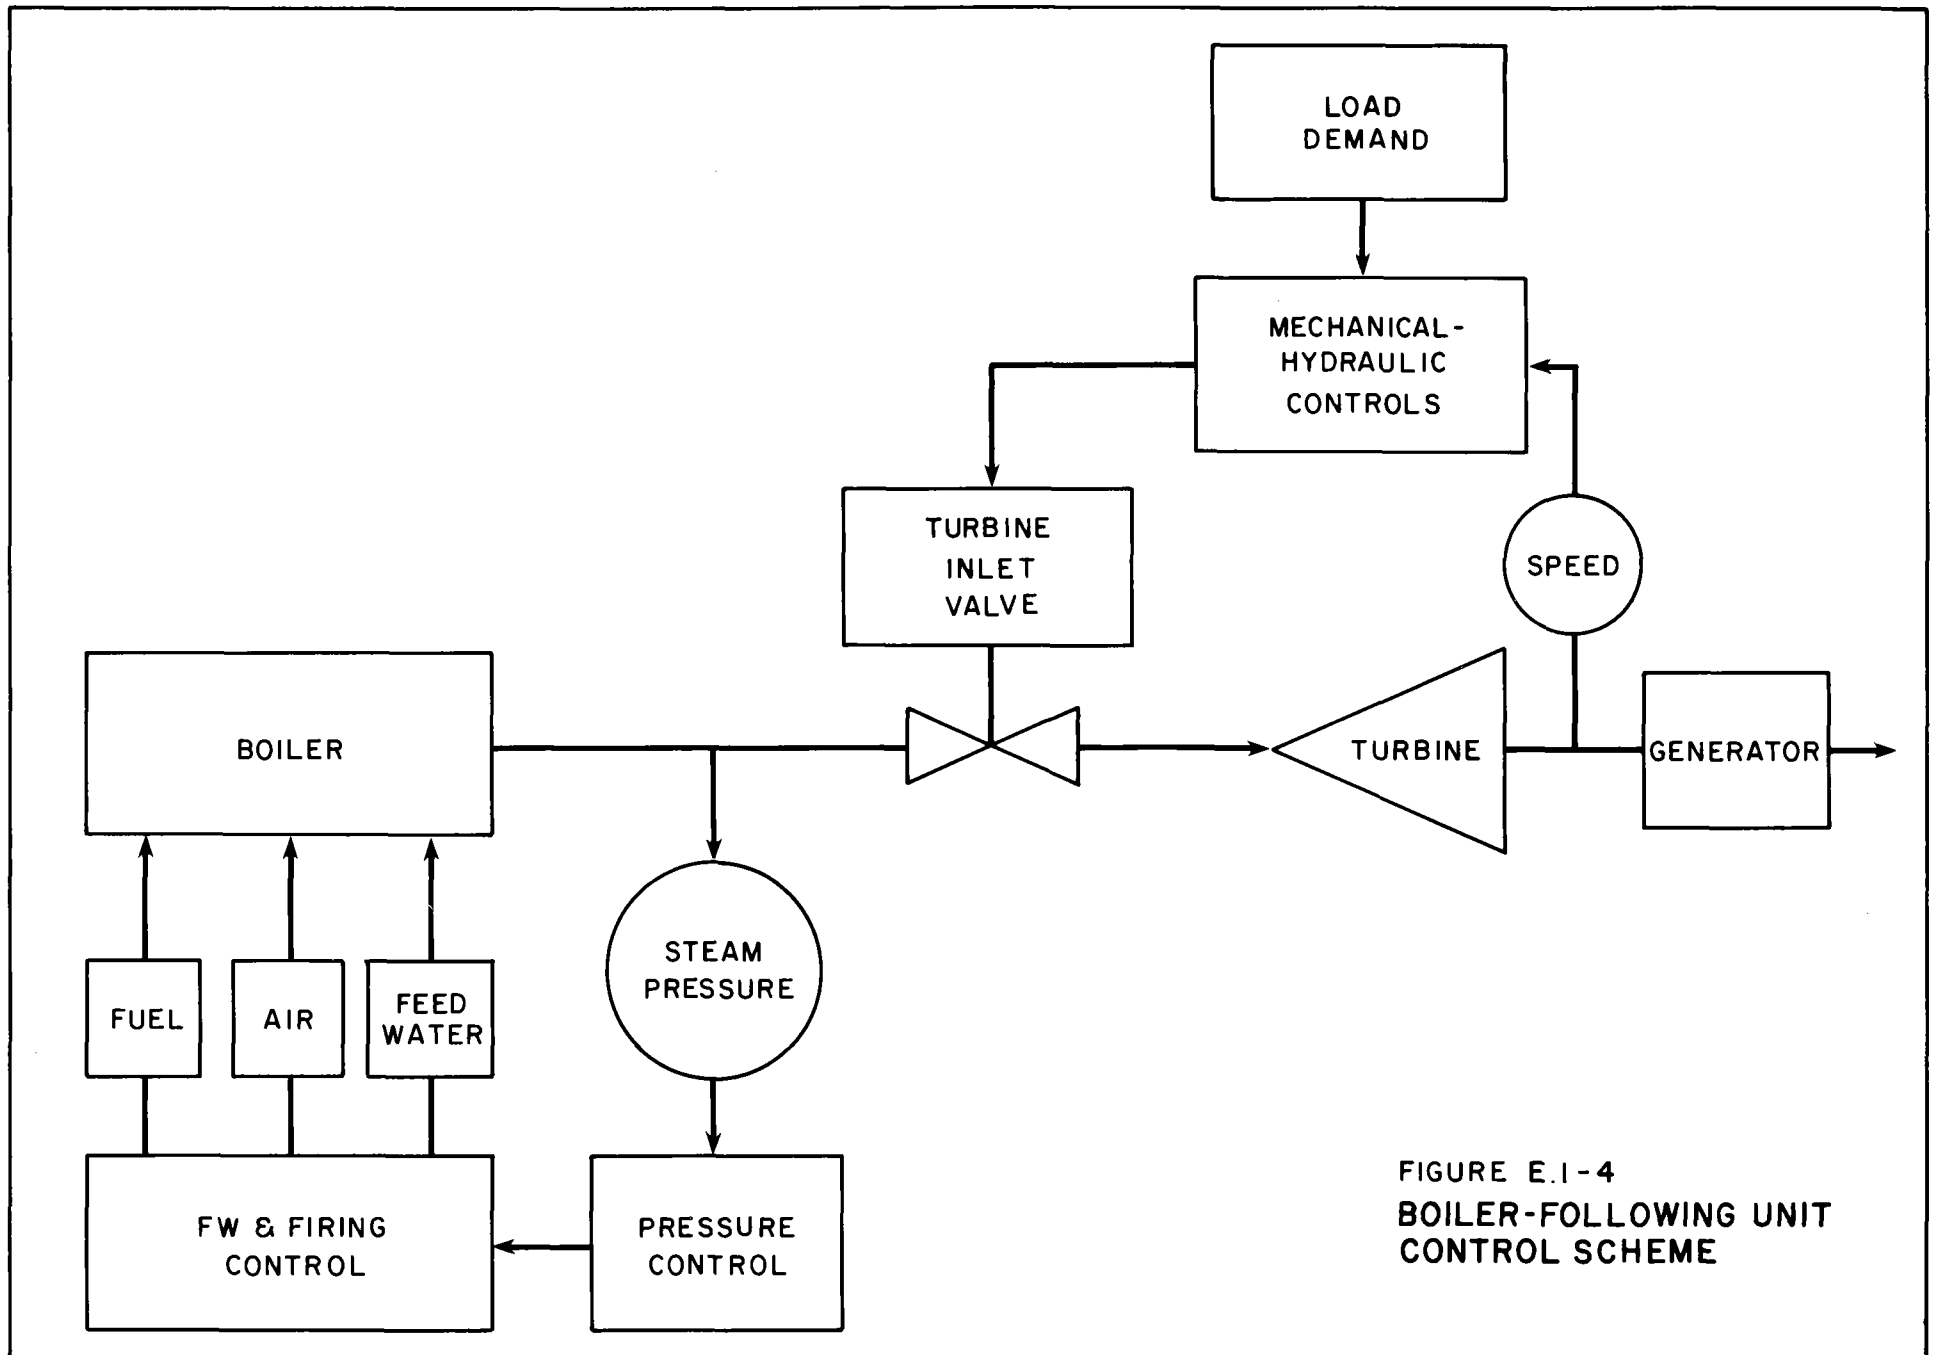 LOAD
DEMAND
MECHANICAL-
HYDRAULIC
CONTROLS
TURBINE
INLET
VALVE
SPEED
BOILER
TURBINE
GENERATOR
STEAM
PRESSURE
FUEL
AIR
FEED
WATER
FW & FIRING
CONTROL
PRESSURE
CONTROL
FIGURE E.1-4
BOILER-FOLLOWING UNIT
CONTROL SCHEME